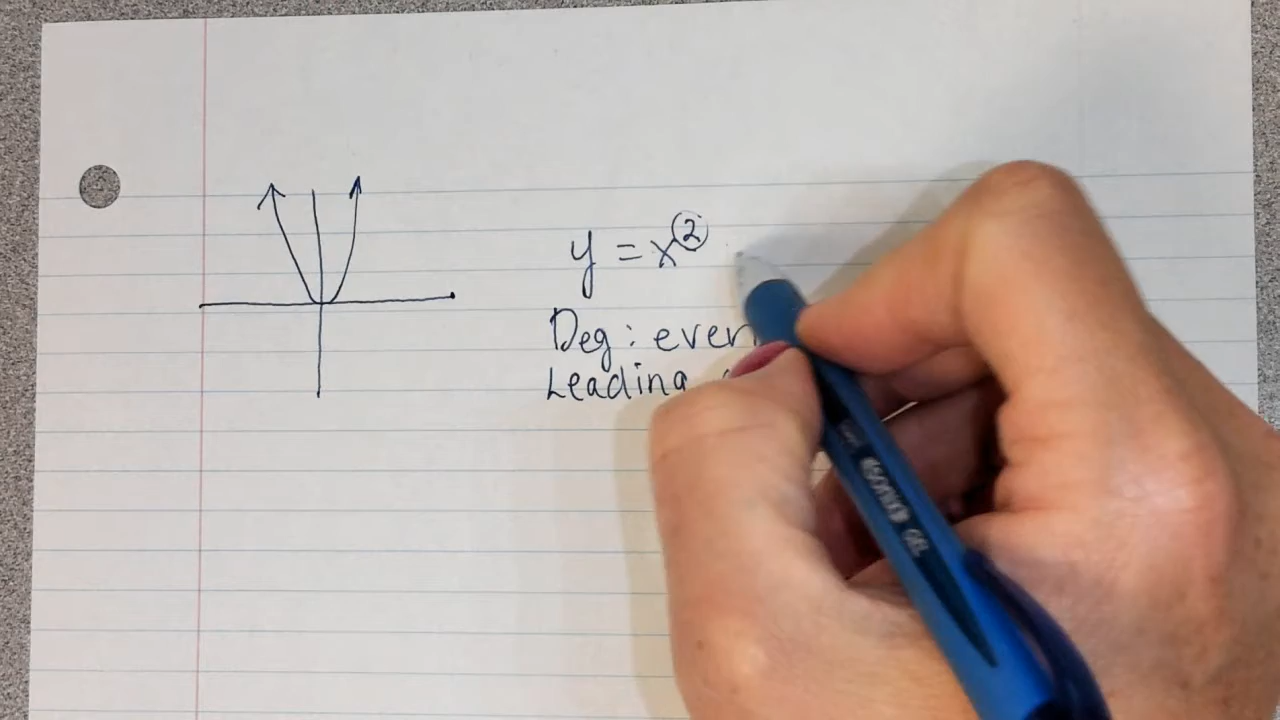 y = x²
Deg: even
Leading